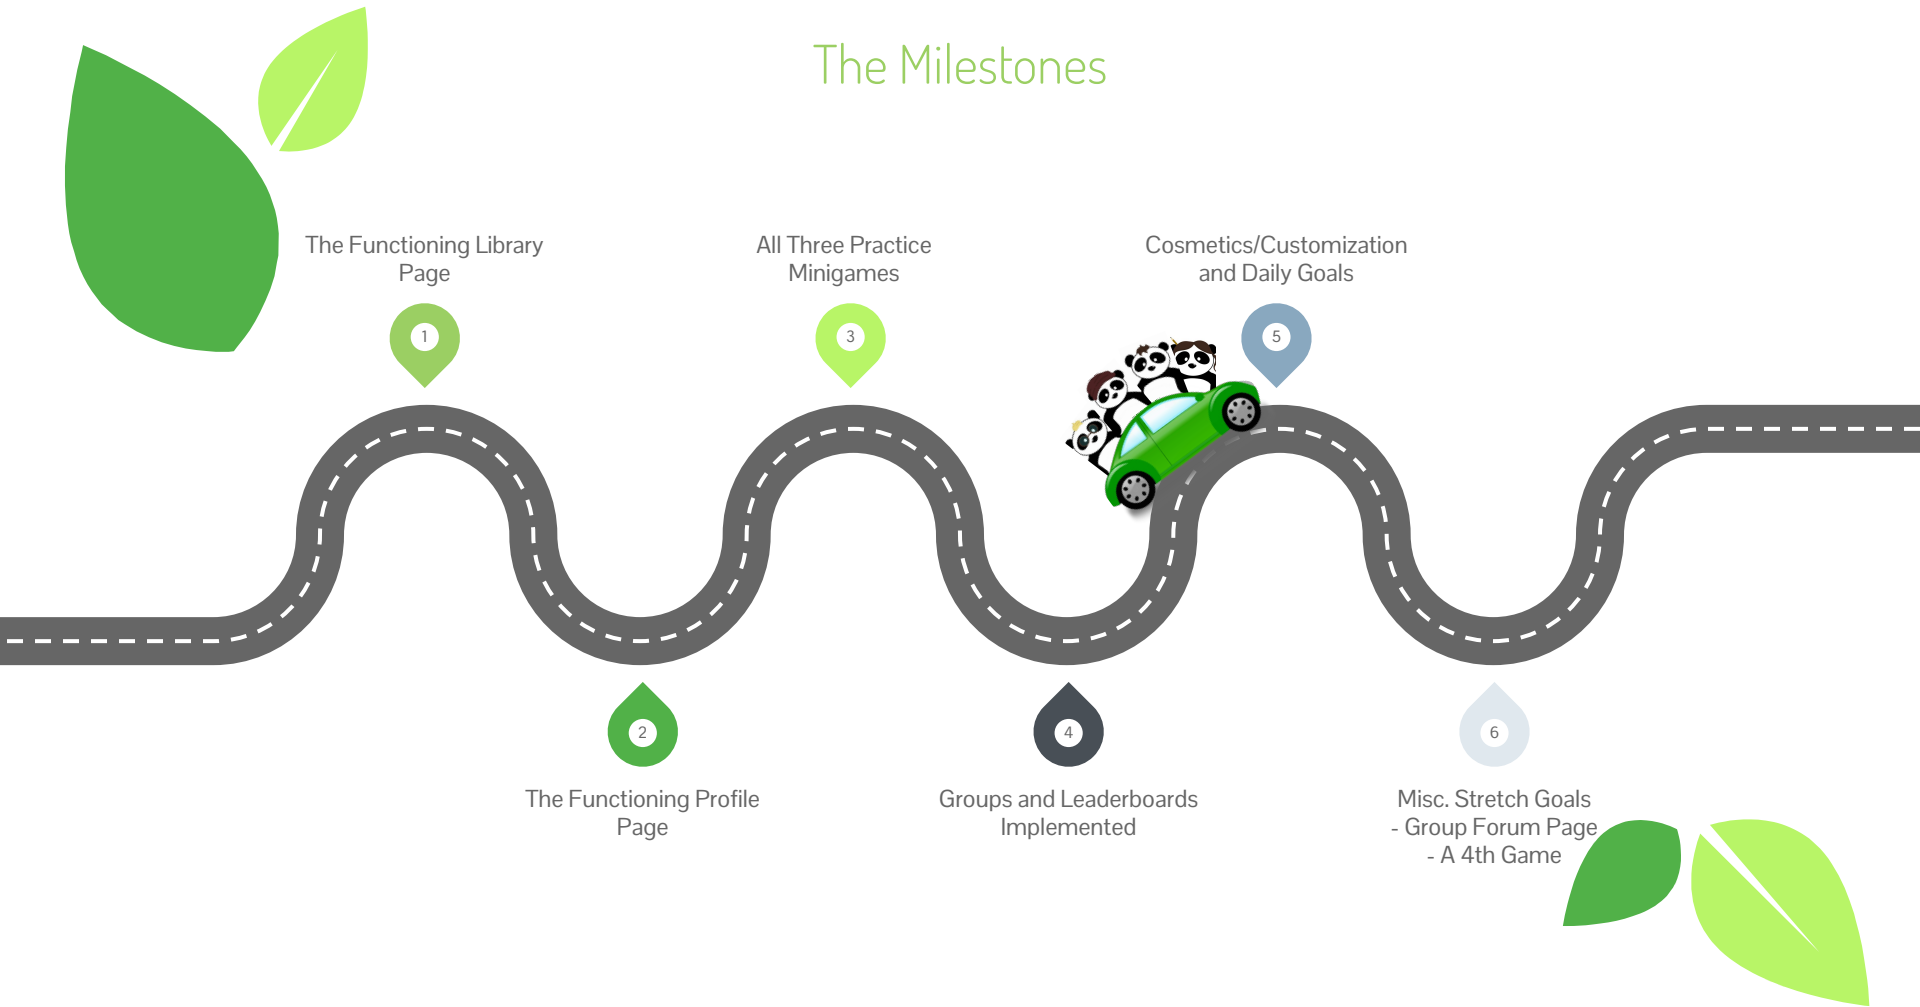 The Milestones
The Functioning Library
Page
1
All Three Practice
Minigames
3
Cosmetics/Customization
and Daily Goals
5
2
The Functioning Profile
Page
4
Groups and Leaderboards
Implemented
6
Misc. Stretch Goals
- Group Forum Page
- A 4th Game